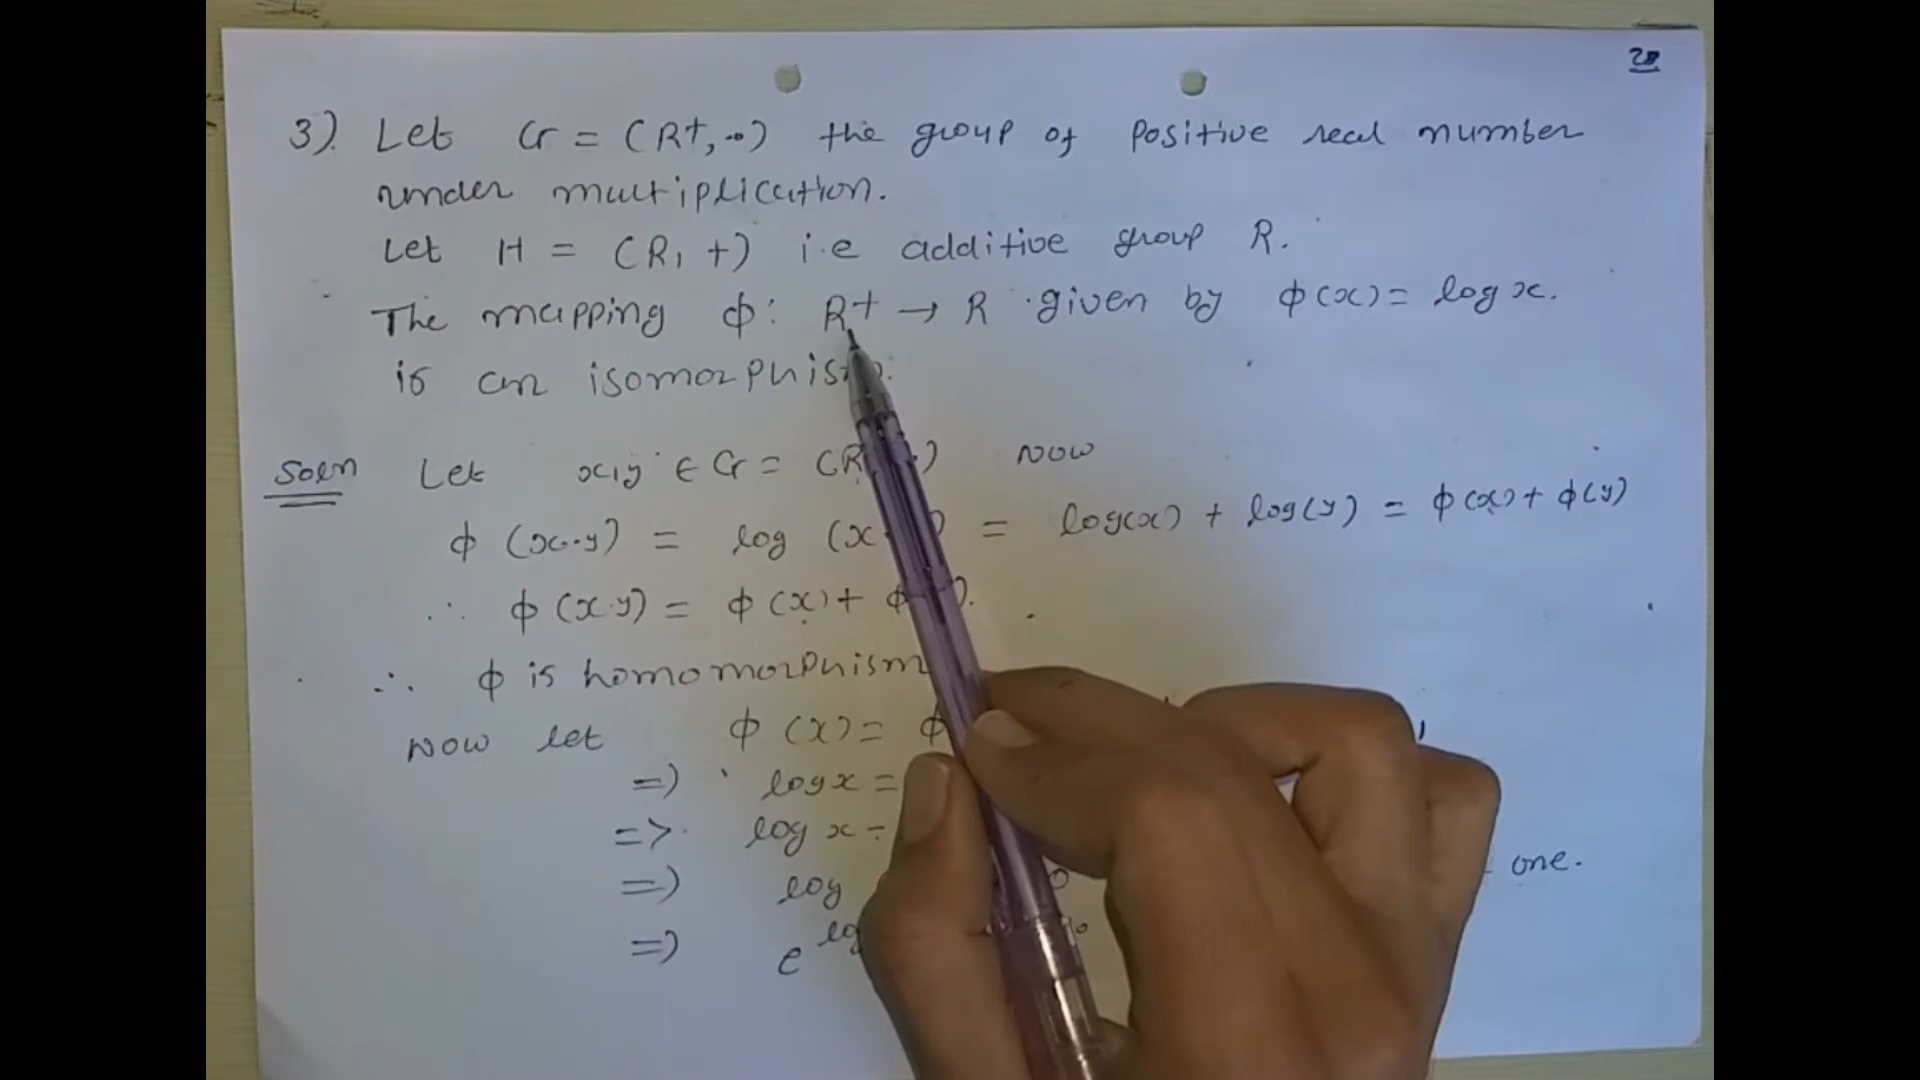 28
3). Let G = (R+, ·) the group of positive real number
under multiplication.
Let H = (R, +) i.e additive group R.
The mapping ϕ: R+ → R given by ϕ(x) = log x.
is an isomorphism.
Soln Let x,y ∈ G = (R ) now
ϕ (x·y) = log (x· ) = log(x) + log(y) = ϕ(x) + ϕ(y)
∴ ϕ (x·y) = ϕ (x) + ϕ ).
∴ ϕ is homomorphism
Now let ϕ (x) = ϕ
=) log x =
=> log x -
=) log
one.
=) e